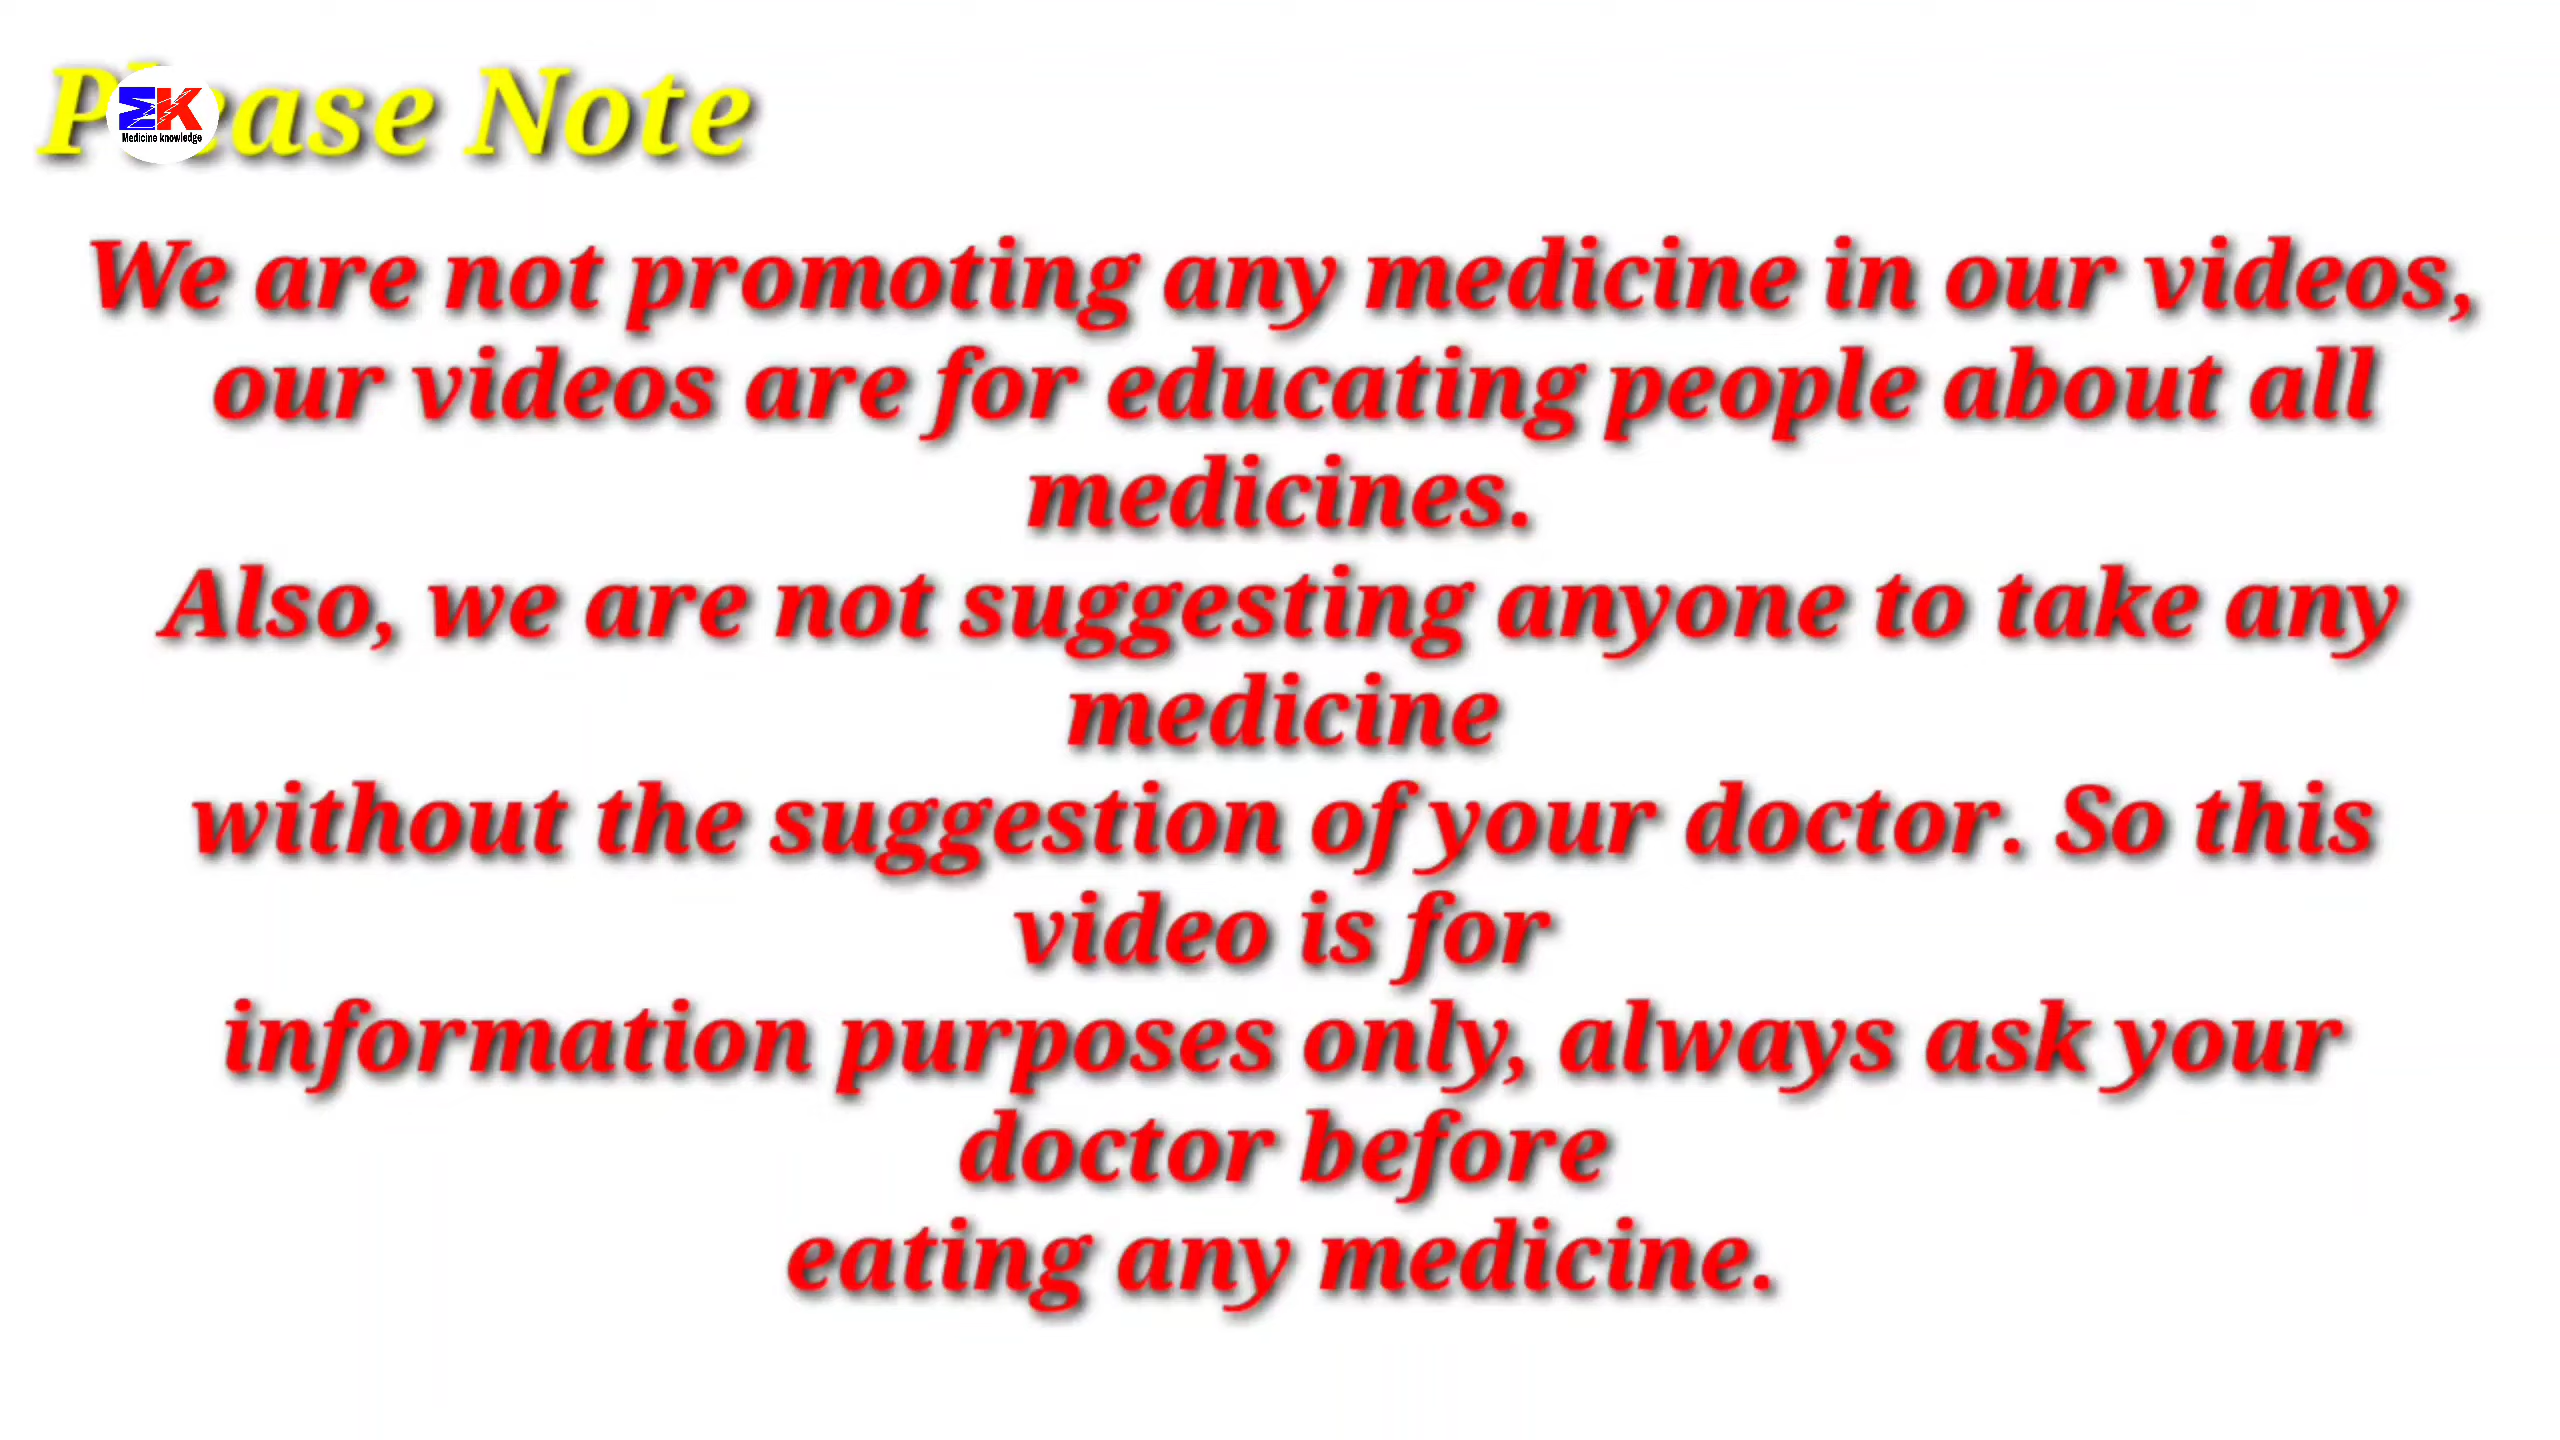 Please Note
MK
Medicine knowledge
We are not promoting any medicine in our videos,
our videos are for educating people about all
medicines.
Also, we are not suggesting anyone to take any
medicine
without the suggestion of your doctor. So this
video is for
information purposes only, always ask your
doctor before
eating any medicine.